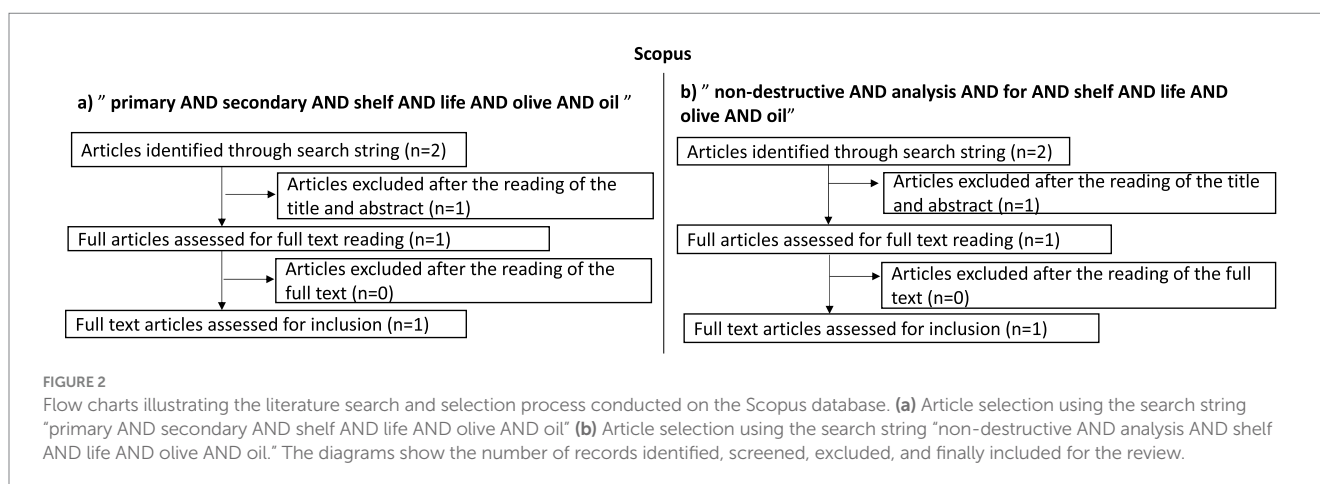 Scopus
a) ” primary AND secondary AND shelf AND life AND olive AND oil ”
Articles identified through search string (n=2)
Articles excluded after the reading of the
title and abstract (n=1)
Full articles assessed for full text reading (n=1)
Articles excluded after the reading of the
full text (n=0)
Full text articles assessed for inclusion (n=1)
b) ” non-destructive AND analysis AND for AND shelf AND life AND
olive AND oil”
Articles identified through search string (n=2)
Articles excluded after the reading of the title
and abstract (n=1)
Full articles assessed for full text reading (n=1)
Articles excluded after the reading of the full
text (n=0)
Full text articles assessed for inclusion (n=1)
FIGURE 2
Flow charts illustrating the literature search and selection process conducted on the Scopus database. (a) Article selection using the search string
“primary AND secondary AND shelf AND life AND olive AND oil” (b) Article selection using the search string “non-destructive AND analysis AND shelf
AND life AND olive AND oil.” The diagrams show the number of records identified, screened, excluded, and finally included for the review.